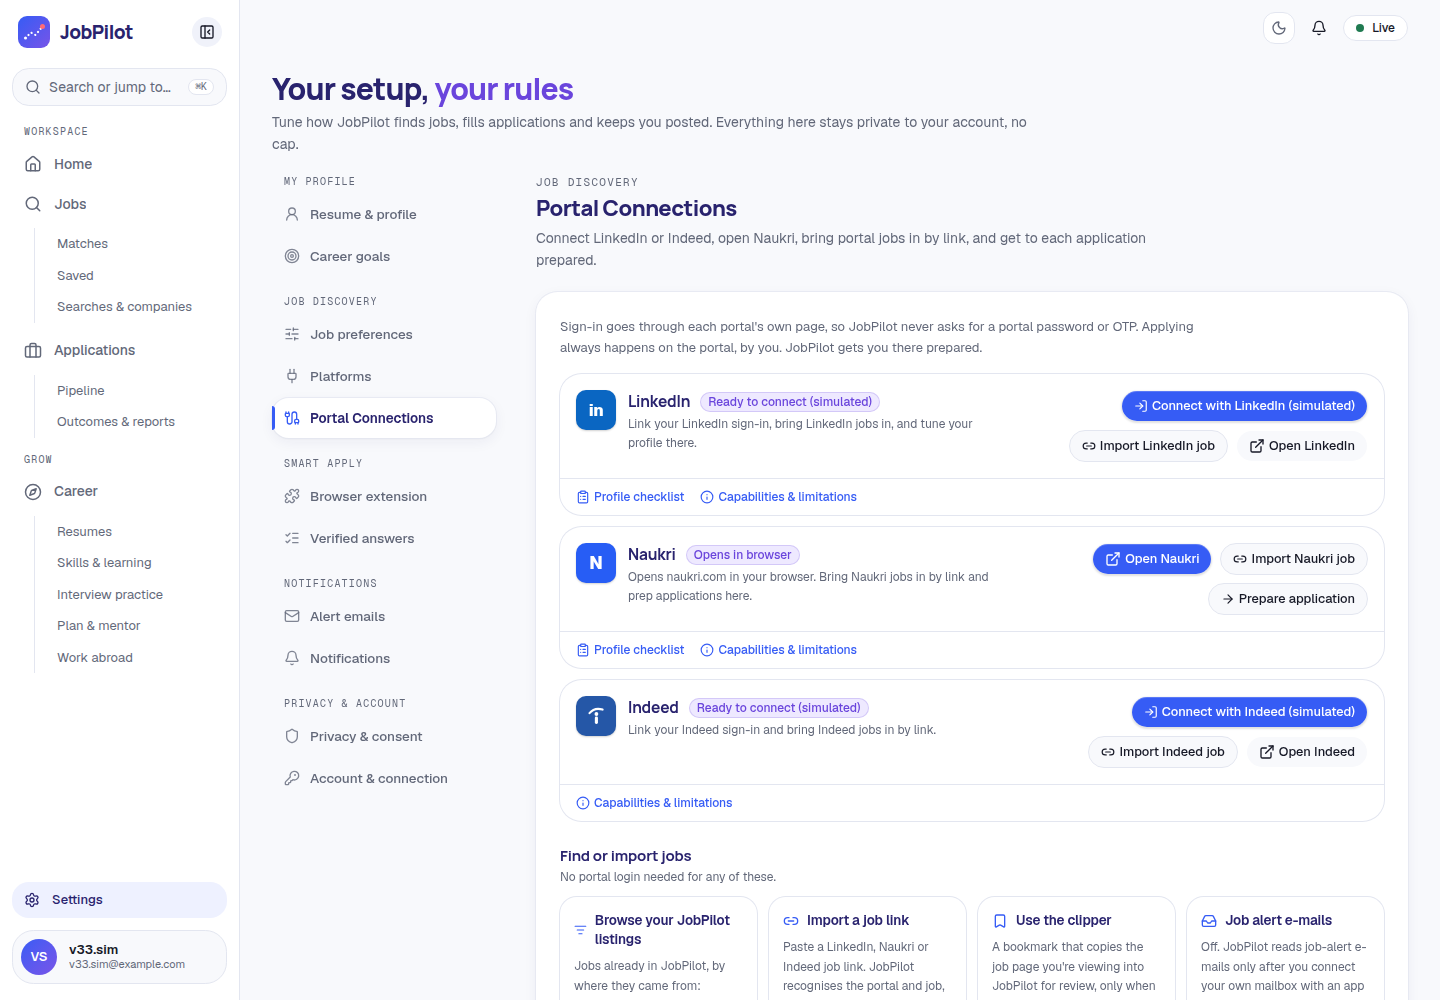 JobPilot
Search or jump to...
⌘K
WORKSPACE
Home
Jobs
Matches
Saved
Searches & companies
Applications
Pipeline
Outcomes & reports
GROW
Career
Resumes
Skills & learning
Interview practice
Plan & mentor
Work abroad
Settings
VS
v33.sim
v33.sim@example.com
Live
Your setup, your rules
Tune how JobPilot finds jobs, fills applications and keeps you posted. Everything here stays private to your account, no
cap.
MY PROFILE
Resume & profile
Career goals
JOB DISCOVERY
Job preferences
Platforms
Portal Connections
SMART APPLY
Browser extension
Verified answers
NOTIFICATIONS
Alert emails
Notifications
PRIVACY & ACCOUNT
Privacy & consent
Account & connection
JOB DISCOVERY
Portal Connections
Connect LinkedIn or Indeed, open Naukri, bring portal jobs in by link, and get to each application
prepared.
Sign-in goes through each portal's own page, so JobPilot never asks for a portal password or OTP. Applying
always happens on the portal, by you. JobPilot gets you there prepared.
in
LinkedIn
Ready to connect (simulated)
Link your LinkedIn sign-in, bring LinkedIn jobs in, and tune your
profile there.
Connect with LinkedIn (simulated)
Import LinkedIn job
Open LinkedIn
Profile checklist
Capabilities & limitations
N
Naukri
Opens in browser
Opens naukri.com in your browser. Bring Naukri jobs in by link and
prep applications here.
Open Naukri
Import Naukri job
Prepare application
Profile checklist
Capabilities & limitations
Indeed
Ready to connect (simulated)
Link your Indeed sign-in and bring Indeed jobs in by link.
Connect with Indeed (simulated)
Import Indeed job
Open Indeed
Capabilities & limitations
Find or import jobs
No portal login needed for any of these.
Browse your JobPilot
listings
Jobs already in JobPilot, by
where they came from:
Import a job link
Paste a LinkedIn, Naukri or
Indeed job link. JobPilot
recognises the portal and job,
Use the clipper
A bookmark that copies the
job page you're viewing into
JobPilot for review, only when
Job alert e-mails
Off. JobPilot reads job-alert e-
mails only after you connect
your own mailbox with an app